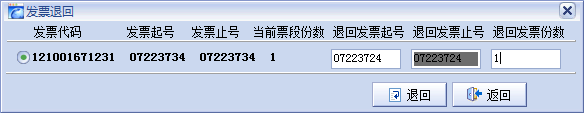 发票退回
发票代码 发票起号 发票止号 当前票段份数 退回发票起号 退回发票止号 退回发票份数
121001671231 07223734 07223734 1 07223734 07223724 1
退回 返回